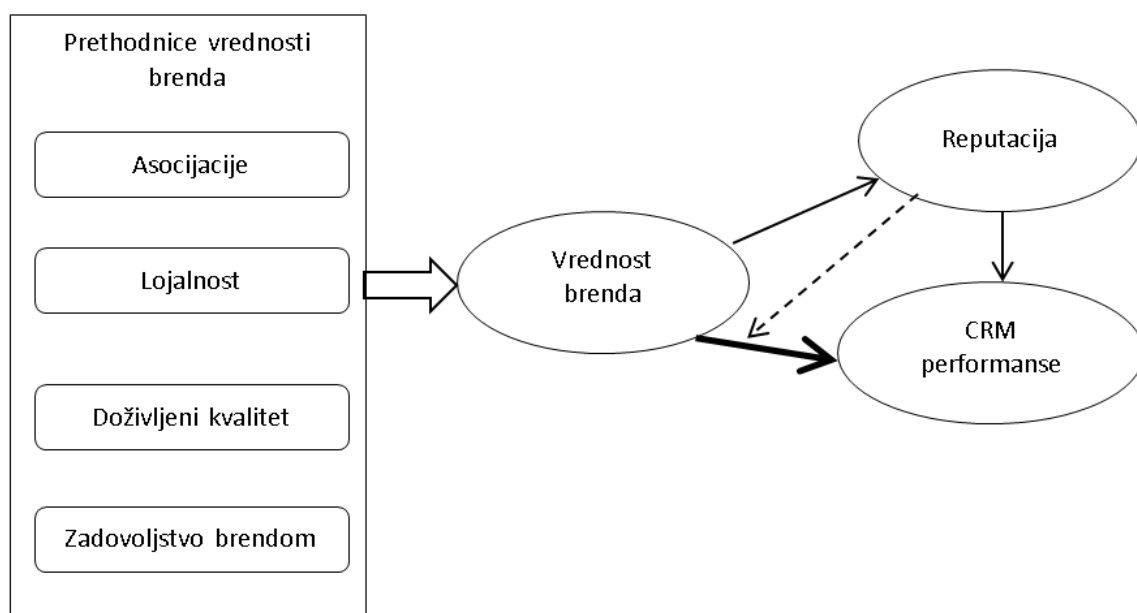 Prethodnice vrednosti
brenda
Asocijacije
Lojalnost
Doživljeni kvalitet
Zadovoljstvo brendom
Vrednost
brenda
Reputacija
CRM
performanse